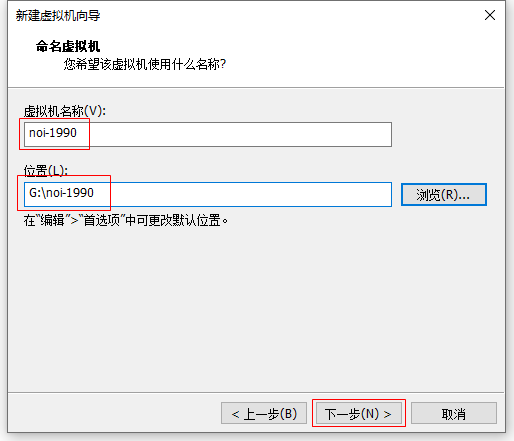 新建虚拟机向导
命名虚拟机
您希望该虚拟机使用什么名称?
虚拟机名称(V):
noi-1990
位置(L):
G:\noi-1990
浏览(R)...
在“编辑”>“首选项”中可更改默认位置。
< 上一步(B)
下一步(N) >
取消